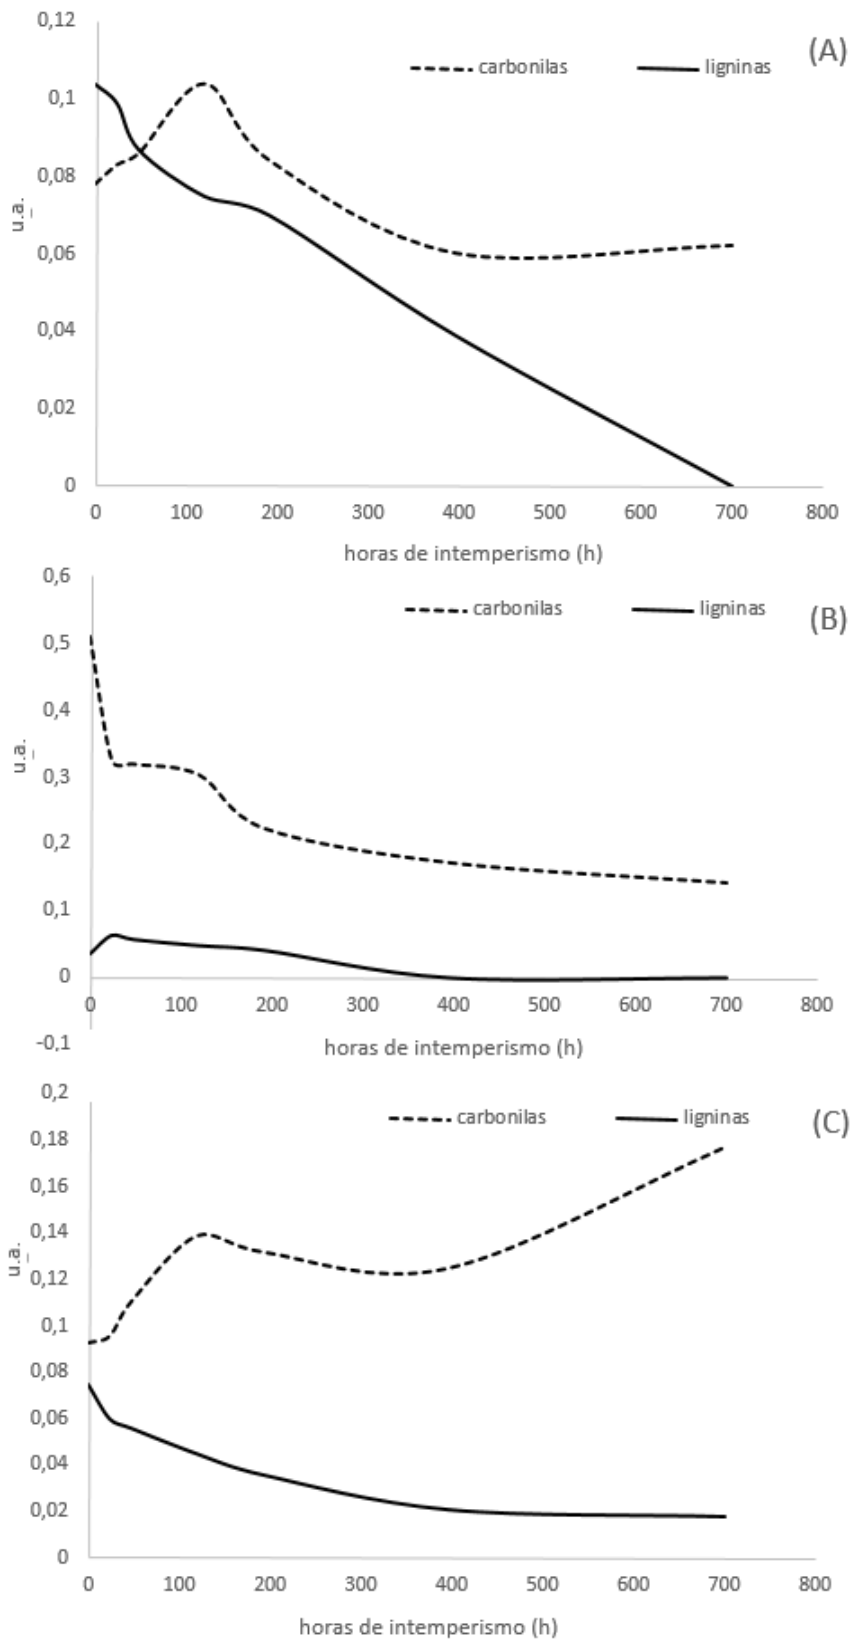 0,12
(A)
carbonilas ligninas
0,1
0,08
u.a.
0,06
0,04
0,02
0
0 100 200 300 400 500 600 700 800
horas de intemperismo (h)
0,6
carbonilas ligninas (B)
0,5
0,4
u.a.
0,3
0,2
0,1
0
0 100 200 300 400 500 600 700 800
-0,1
horas de intemperismo (h)
0,2
carbonilas ligninas (C)
0,18
0,16
0,14
u.a.
0,12
0,1
0,08
0,06
0,04
0,02
0
0 100 200 300 400 500 600 700 800
horas de intemperismo (h)